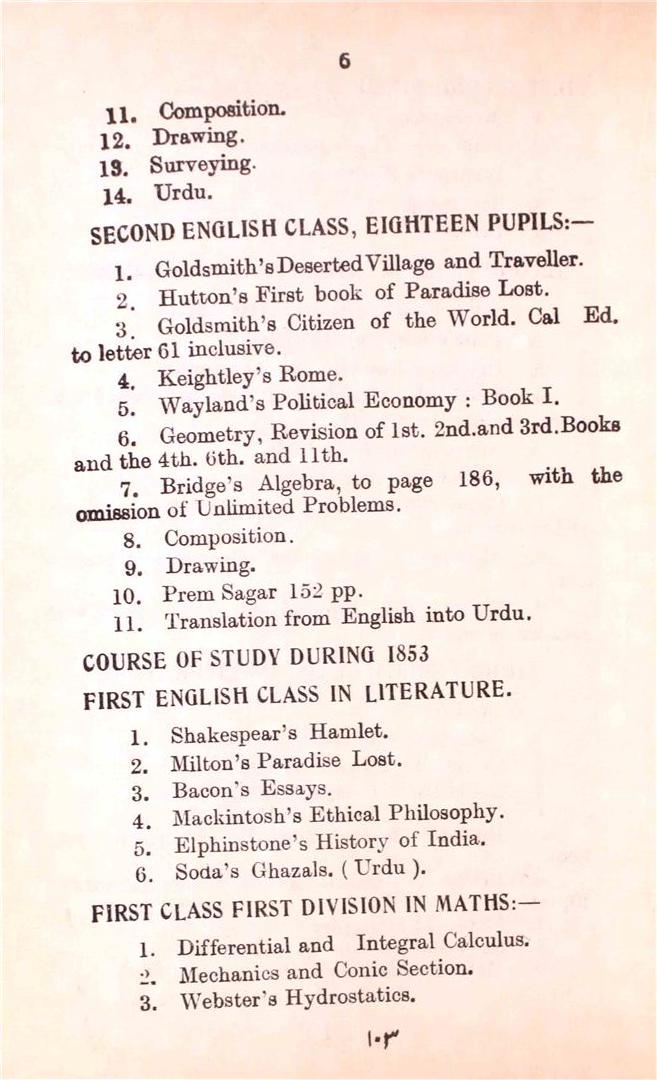 6
11. Composition.
12. Drawing.
13. Surveying.
14. Urdu.
SECOND ENGLISH CLASS, EIGHTEEN PUPILS:—
1. Goldsmith's Deserted Village and Traveller.
2. Hutton's First book of Paradise Lost.
3. Goldsmith's Citizen of the World. Cal Ed.
to letter 61 inclusive.
4. Keightley's Rome.
5. Wayland's Political Economy : Book I.
6. Geometry, Revision of 1st. 2nd.and 3rd.Books
and the 4th. 6th. and 11th.
7. Bridge's Algebra, to page 186, with the
omission of Unlimited Problems.
8. Composition.
9. Drawing.
10. Prem Sagar 152 pp.
11. Translation from English into Urdu.
COURSE OF STUDY DURING 1853
FIRST ENGLISH CLASS IN LITERATURE.
1. Shakespear's Hamlet.
2. Milton's Paradise Lost.
3. Bacon's Essays.
4. Mackintosh's Ethical Philosophy.
5. Elphinstone's History of India.
6. Soda's Ghazals. ( Urdu ).
FIRST CLASS FIRST DIVISION IN MATHS:—
1. Differential and Integral Calculus.
2. Mechanics and Conic Section.
3. Webster's Hydrostatics.
۱۰۳